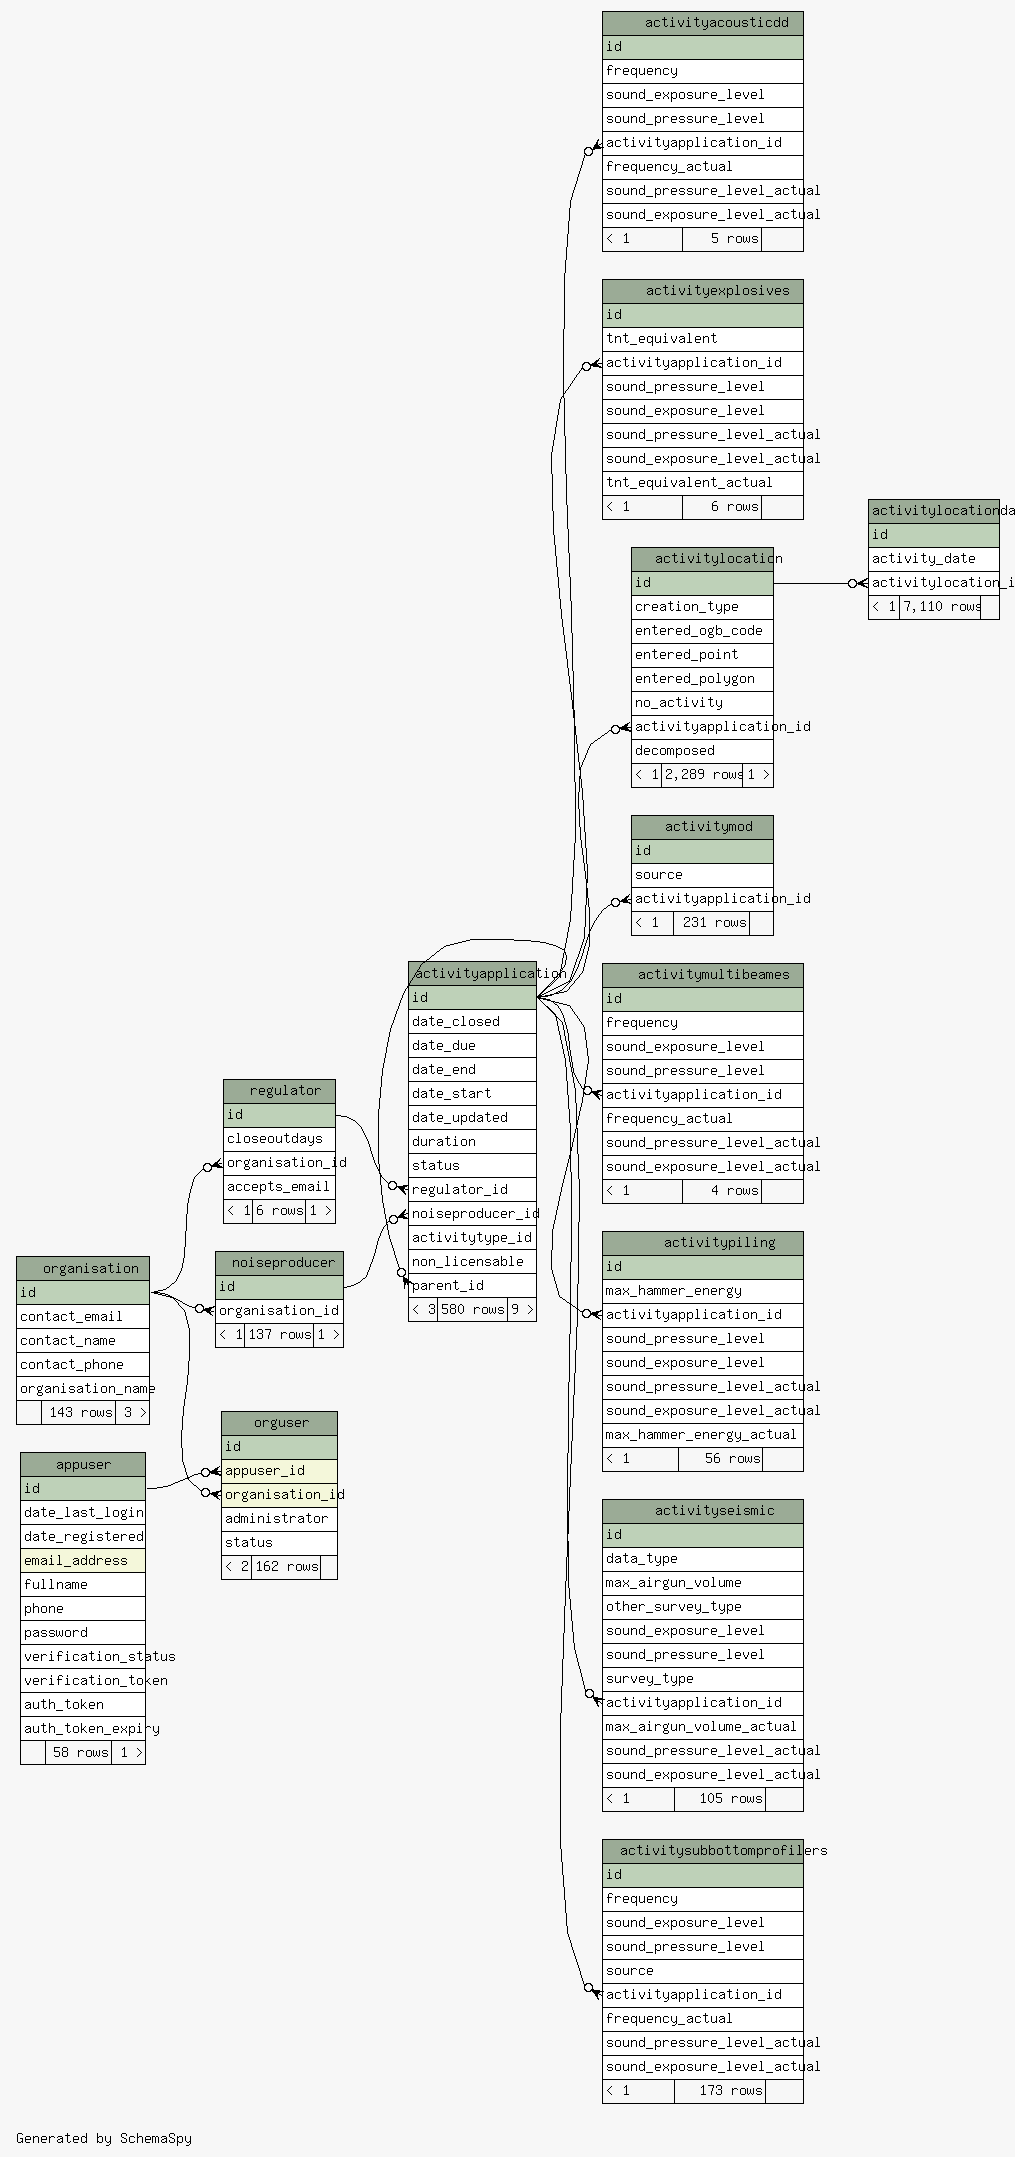 activityacousticdd
id
frequency
sound_exposure_level
sound_pressure_level
activityapplication_id
frequency_actual
sound_pressure_level_actual
sound_exposure_level_actual
< 1 5 rows
activityexplosives
id
tnt_equivalent
activityapplication_id
sound_pressure_level
sound_exposure_level
sound_pressure_level_actual
sound_exposure_level_actual
tnt_equivalent_actual
< 1 6 rows
activitylocationda
id
activity_date
activitylocation_i
< 1 7,110 rows
activitylocation
id
creation_type
entered_ogb_code
entered_point
entered_polygon
no_activity
activityapplication_id
decomposed
< 1 2,289 rows 1 >
activitymod
id
source
activityapplication_id
< 1 231 rows
activityapplication
id
date_closed
date_due
date_end
date_start
date_updated
duration
status
regulator_id
noiseproducer_id
activitytype_id
non_licensable
parent_id
< 3 580 rows 9 >
activitymultibeames
id
frequency
sound_exposure_level
sound_pressure_level
activityapplication_id
frequency_actual
sound_pressure_level_actual
sound_exposure_level_actual
< 1 4 rows
regulator
id
closeoutdays
organisation_id
accepts_email
< 1 6 rows 1 >
noiseproducer
id
organisation_id
< 1 137 rows 1 >
organisation
id
contact_email
contact_name
contact_phone
organisation_name
143 rows 3 >
activitypiling
id
max_hammer_energy
activityapplication_id
sound_pressure_level
sound_exposure_level
sound_pressure_level_actual
sound_exposure_level_actual
max_hammer_energy_actual
< 1 56 rows
orguser
id
appuser_id
organisation_id
administrator
status
< 2 162 rows
appuser
id
date_last_login
date_registered
email_address
fullname
phone
password
verification_status
verification_token
auth_token
auth_token_expiry
58 rows 1 >
activityseismic
id
data_type
max_airgun_volume
other_survey_type
sound_exposure_level
sound_pressure_level
survey_type
activityapplication_id
max_airgun_volume_actual
sound_pressure_level_actual
sound_exposure_level_actual
< 1 105 rows
activitysubbottomprofilers
id
frequency
sound_exposure_level
sound_pressure_level
source
activityapplication_id
frequency_actual
sound_pressure_level_actual
sound_exposure_level_actual
< 1 173 rows
Generated by SchemaSpy